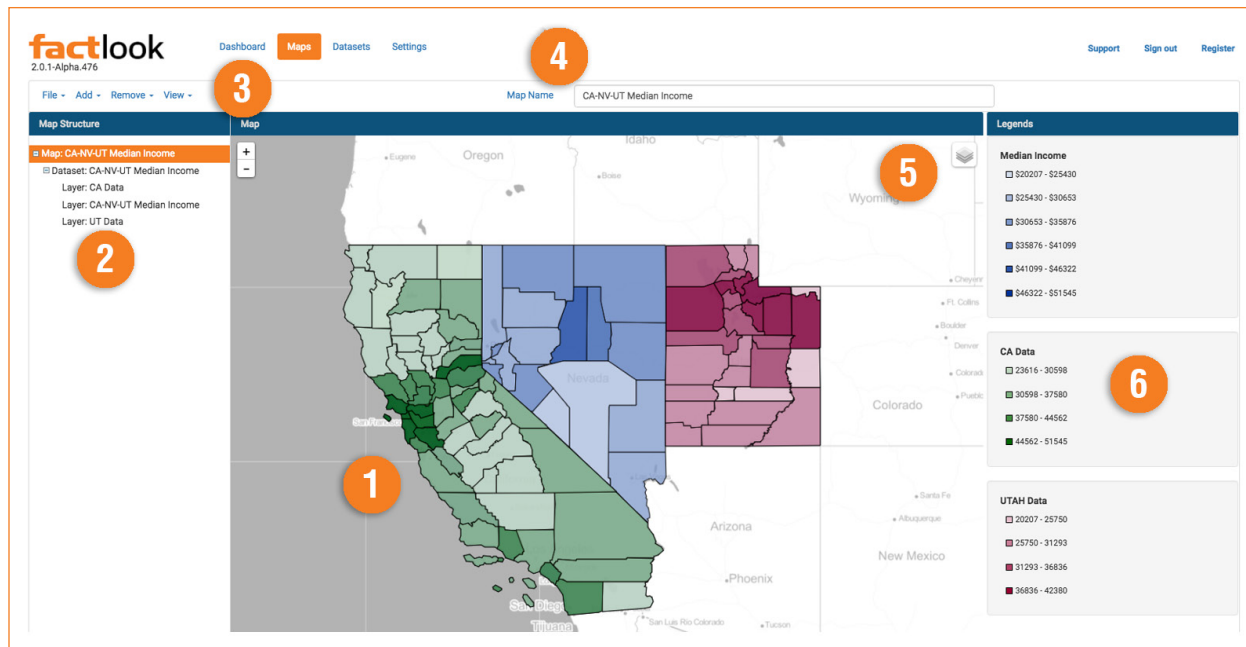 factlook
2.0.1-Alpha.476
Dashboard Maps Datasets Settings
4
Support Sign out Register
3
File Add Remove View
Map Name CA-NV-UT Median Income
Map Structure
Map: CA-NV-UT Median Income
Dataset: CA-NV-UT Median Income
Layer: CA Data
Layer: CA-NV-UT Median Income
Layer: UT Data
2
Map
+
-
Eugene
Oregon
Idaho
Boise
5
Wyoming
Cheyenn
Ft. Collins
Boulder
Denver
Colorad
Pueblo
Colorado
Nevada
San Francisco
1
Santa Fe
Albuquerque
Arizona
New Mexico
Phoenix
San Diego
Tijuana
San Luis Río Colorado
Tucson
Legends
Median Income
$20207 - $25430
$25430 - $30653
$30653 - $35876
$35876 - $41099
$41099 - $46322
$46322 - $51545
CA Data
23616 - 30598
30598 - 37580
37580 - 44562
44562 - 51545
6
UTAH Data
20207 - 25750
25750 - 31293
31293 - 36836
36836 - 42380